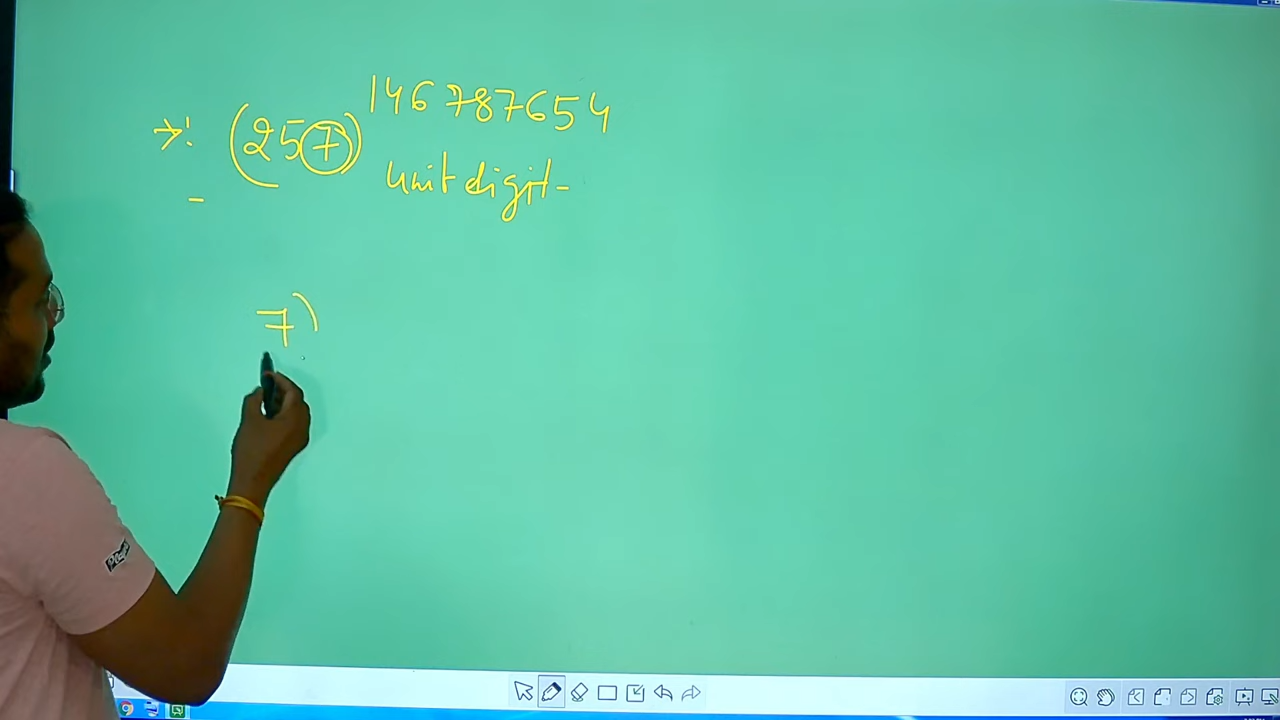 →: (257)^146787654
- unit digit-
7)